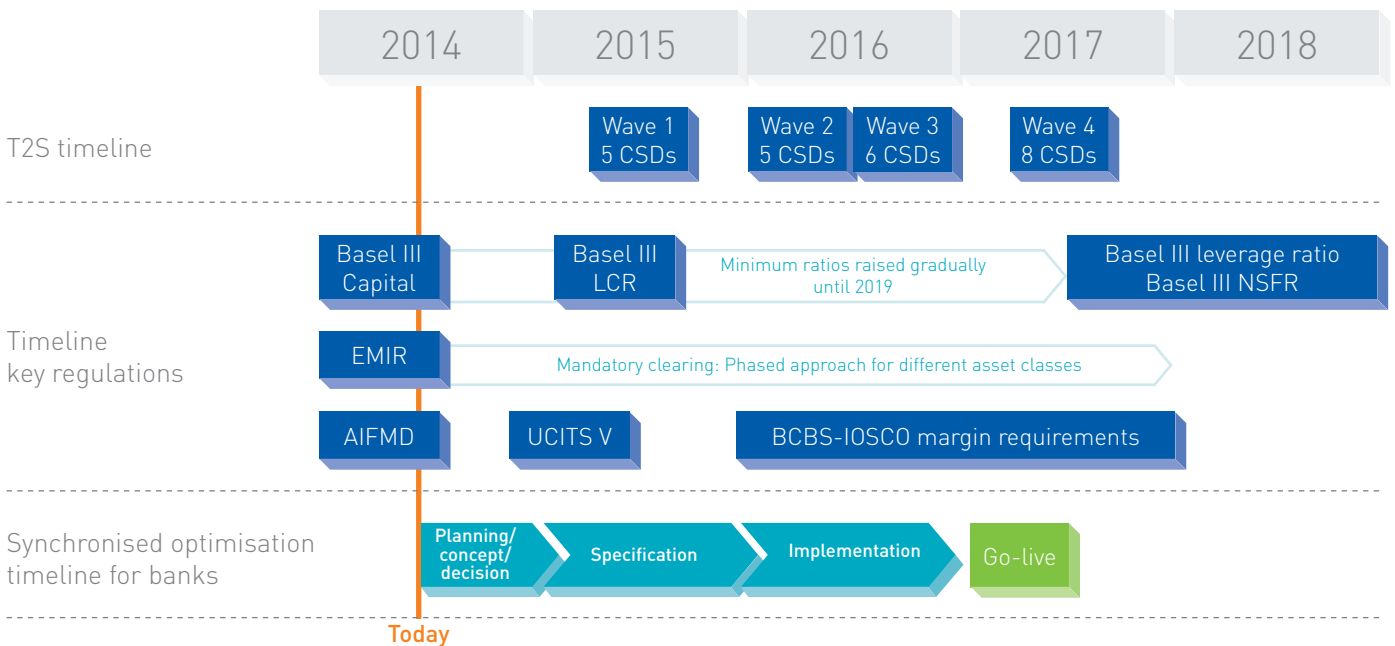 2014
2015
2016
2017
2018
T2S timeline
Wave 1
5 CSDs
Wave 2
5 CSDs
Wave 3
6 CSDs
Wave 4
8 CSDs
Timeline
key regulations
Basel III
Capital
Basel III
LCR
Minimum ratios raised gradually
until 2019
Basel III leverage ratio
Basel III NSFR
EMIR
Mandatory clearing: Phased approach for different asset classes
AIFMD
UCITS V
BCBS-IOSCO margin requirements
Synchronised optimisation
timeline for banks
Planning/
concept/
decision
Specification
Implementation
Go-live
Today